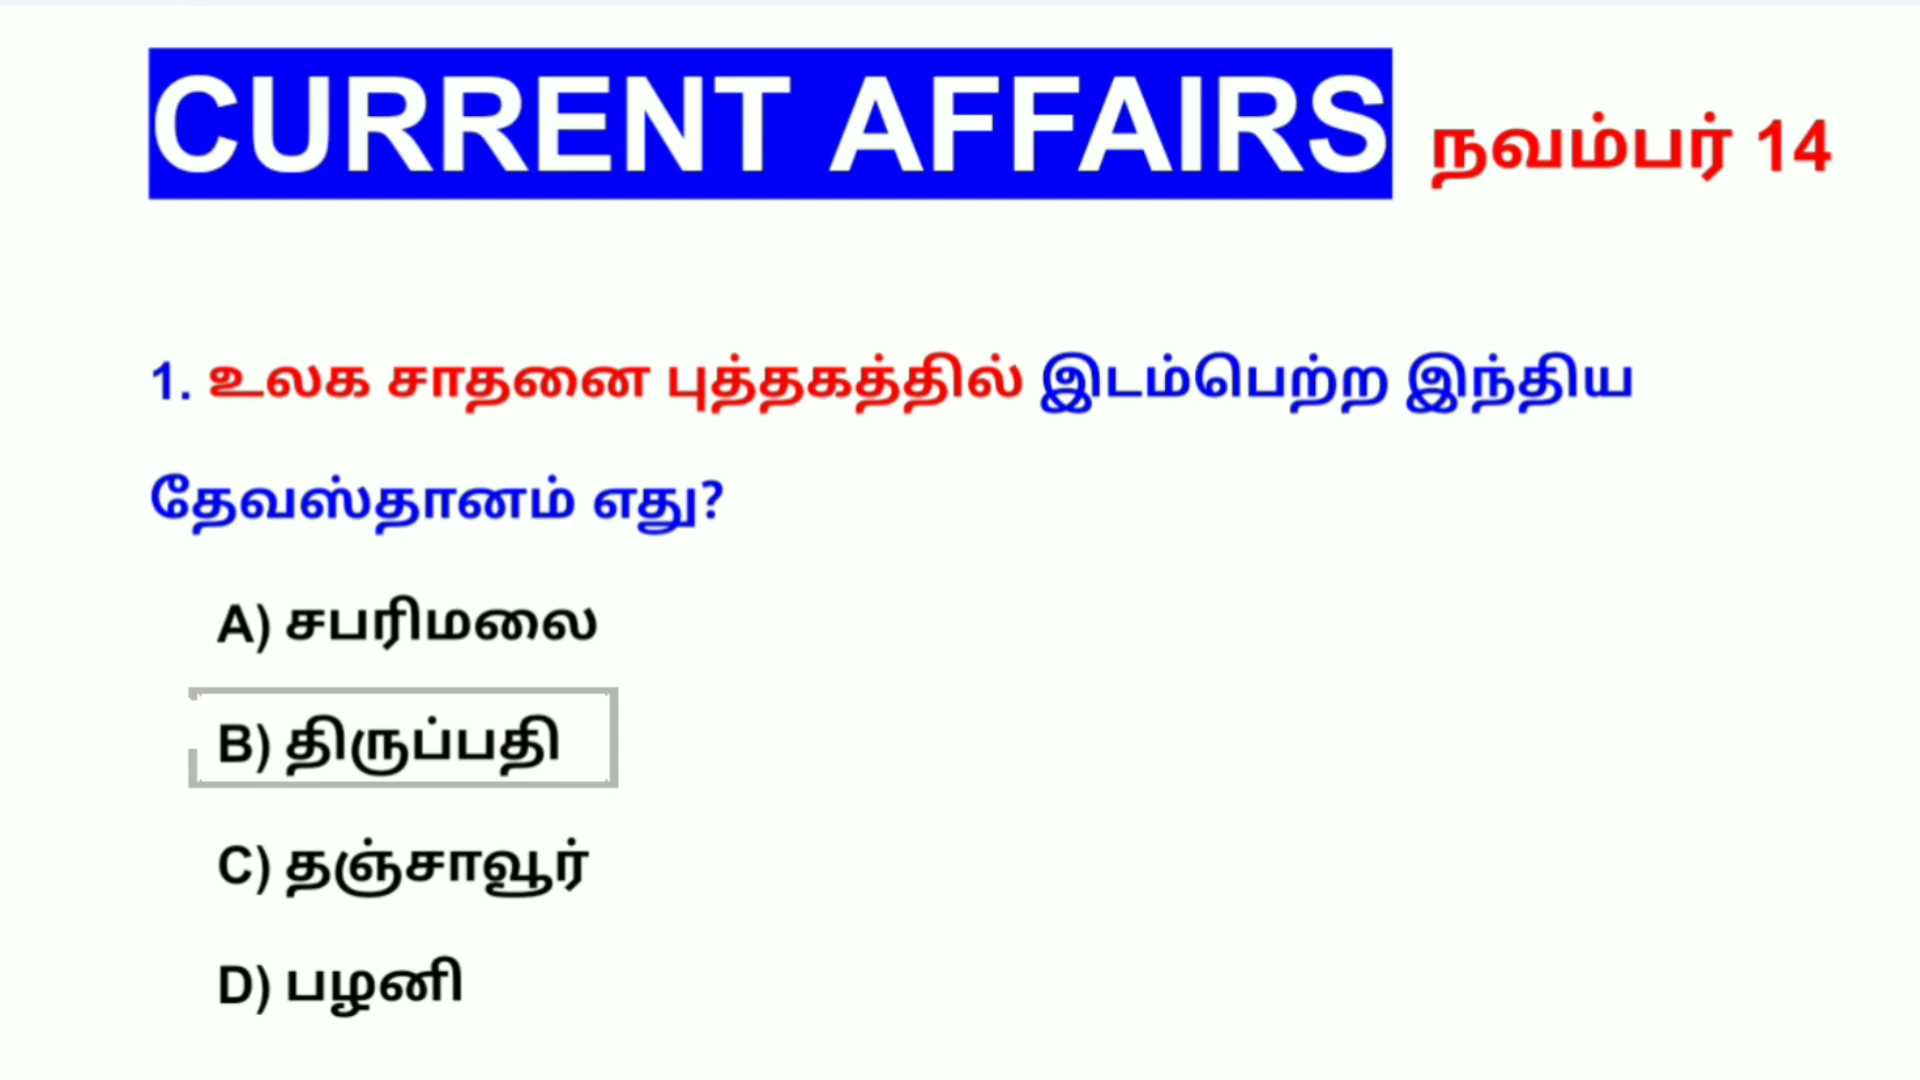 CURRENT AFFAIRS நவம்பர் 14
1. உலக சாதனை புத்தகத்தில் இடம்பெற்ற இந்திய
தேவஸ்தானம் எது?
A) சபரிமலை
B) திருப்பதி
C) தஞ்சாவூர்
D) பழனி